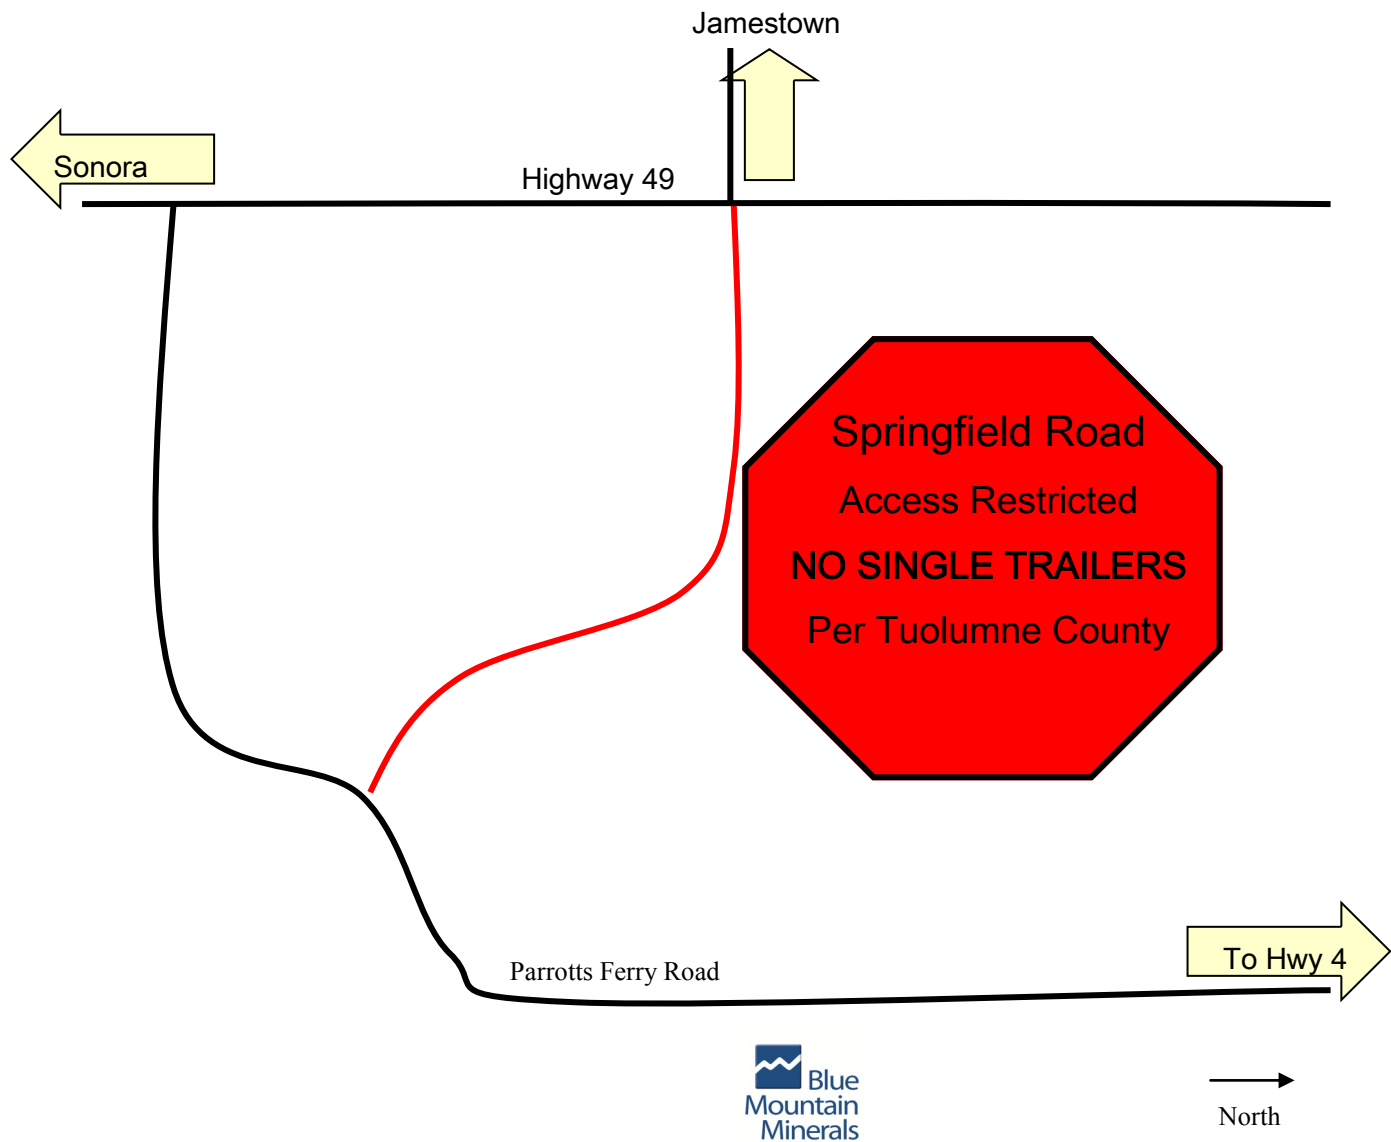 Jamestown
Sonora
Highway 49
Springfield Road
Access Restricted
NO SINGLE TRAILERS
Per Tuolumne County
To Hwy 4
Parrotts Ferry Road
Blue
Mountain
Minerals
North